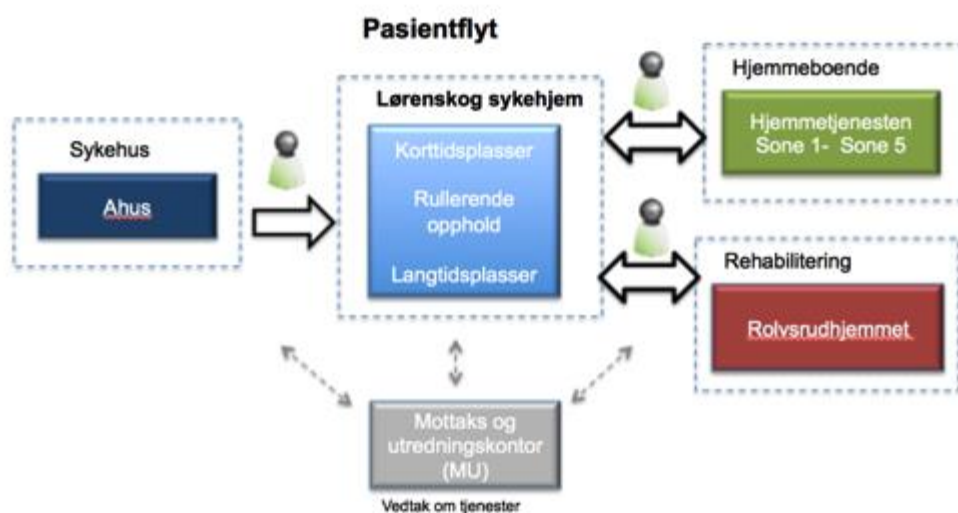 Pasientflyt
Sykehus
Ahus
Lørenskog sykehjem
Korttidsplasser
Rullerende
opphold
Langtidsplasser
Hjemmeboende
Hjemmetjenesten
Sone 1- Sone 5
Rehabilitering
Rolvsrudhjemmet
Mottaks og
utredningskontor
(MU)
Vedtak om tjenester